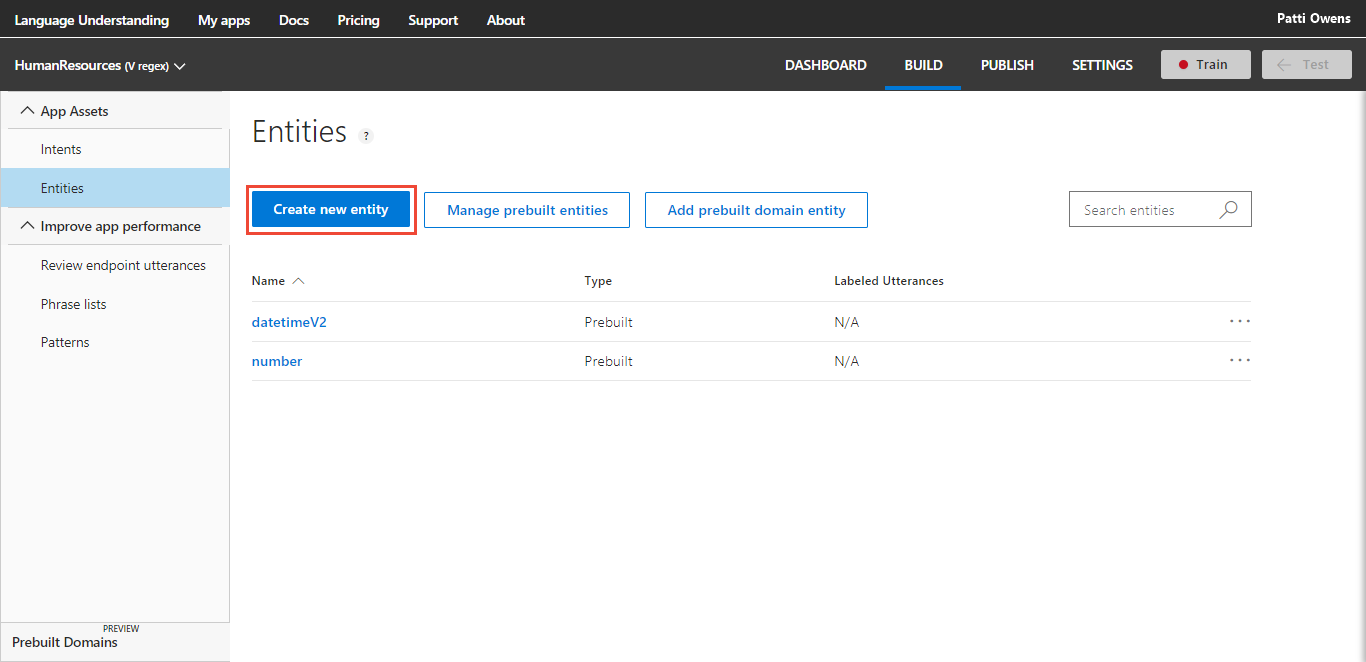 Language Understanding My apps Docs Pricing Support About Patti Owens
HumanResources (V regex) DASHBOARD BUILD PUBLISH SETTINGS Train Test
App Assets
Intents
Entities
Improve app performance
Review endpoint utterances
Phrase lists
Patterns
PREVIEW
Prebuilt Domains
Entities ?
Create new entity Manage prebuilt entities Add prebuilt domain entity Search entities
Name Type Labeled Utterances
datetimeV2 Prebuilt N/A ...
number Prebuilt N/A ...